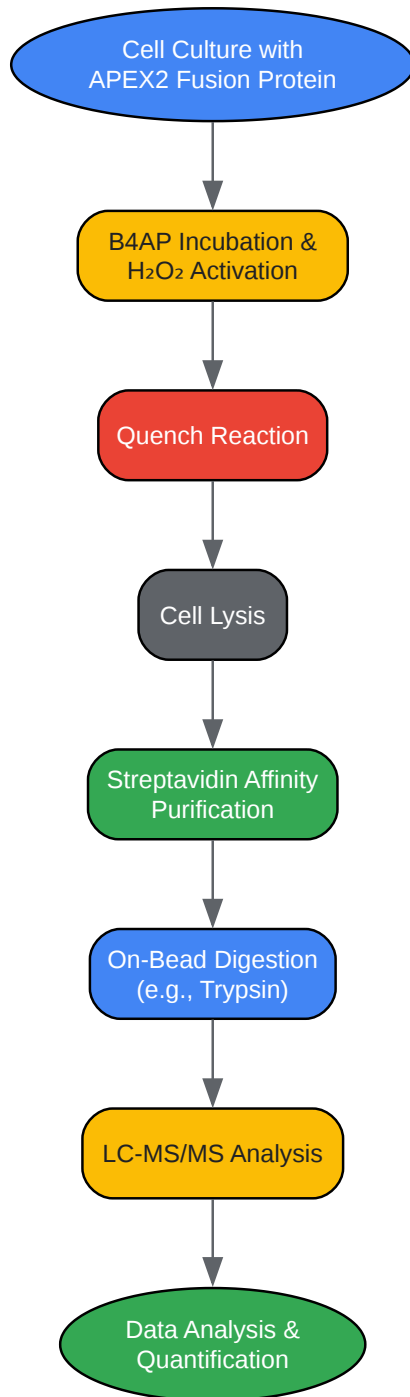 Cell Culture with
APEX2 Fusion Protein
B4AP Incubation &
H₂O₂ Activation
Quench Reaction
Cell Lysis
Streptavidin Affinity
Purification
On-Bead Digestion
(e.g., Trypsin)
LC-MS/MS Analysis
Data Analysis &
Quantification